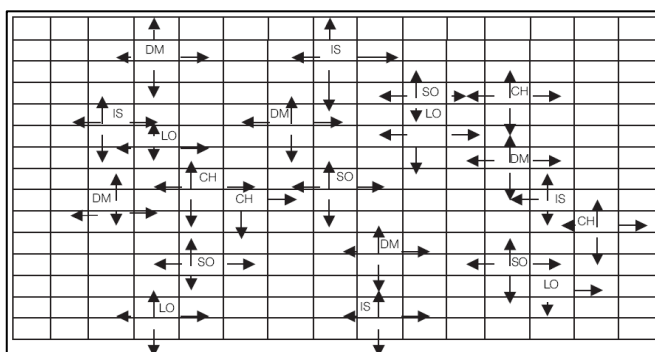 DM IS
SO CH
IS DM LO
LO
DM
CH SO
DM CH IS
CH
DM
SO SO
LO
LO IS